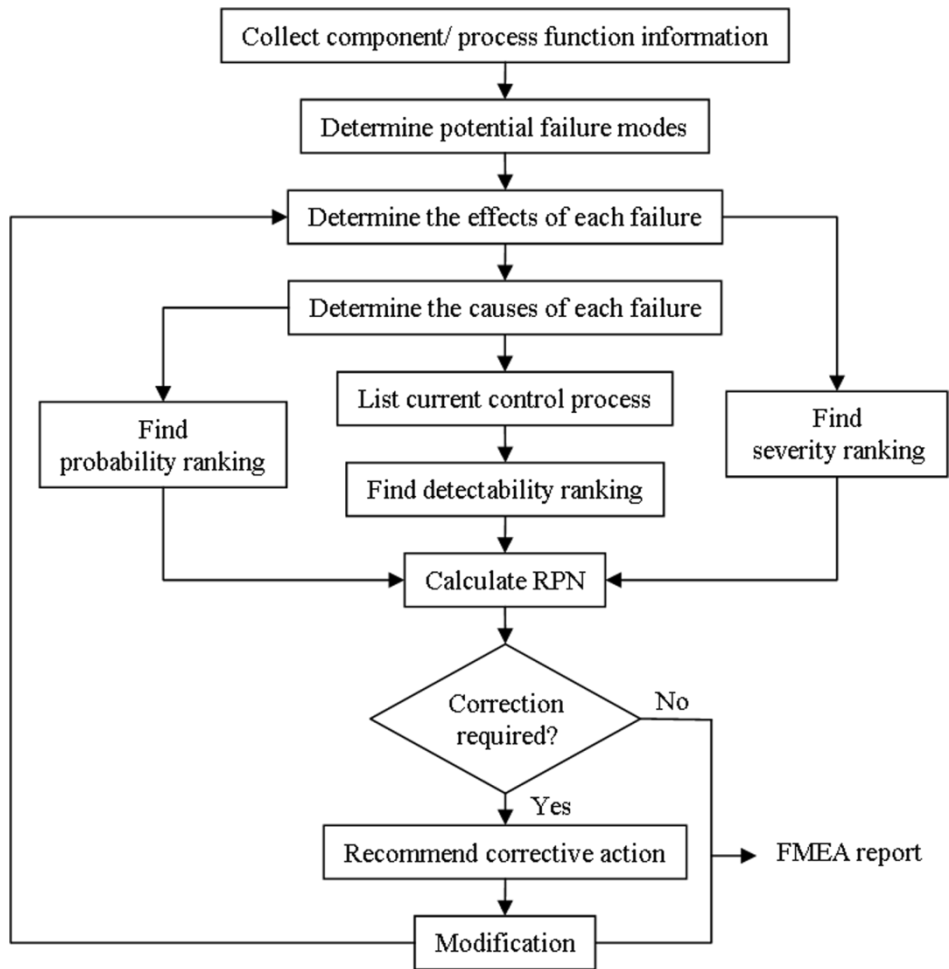 Collect component/ process function information
Determine potential failure modes
Determine the effects of each failure
Determine the causes of each failure
List current control process
Find
probability ranking
Find
severity ranking
Find detectability ranking
Calculate RPN
Correction
required?
No
Yes
Recommend corrective action
FMEA report
Modification